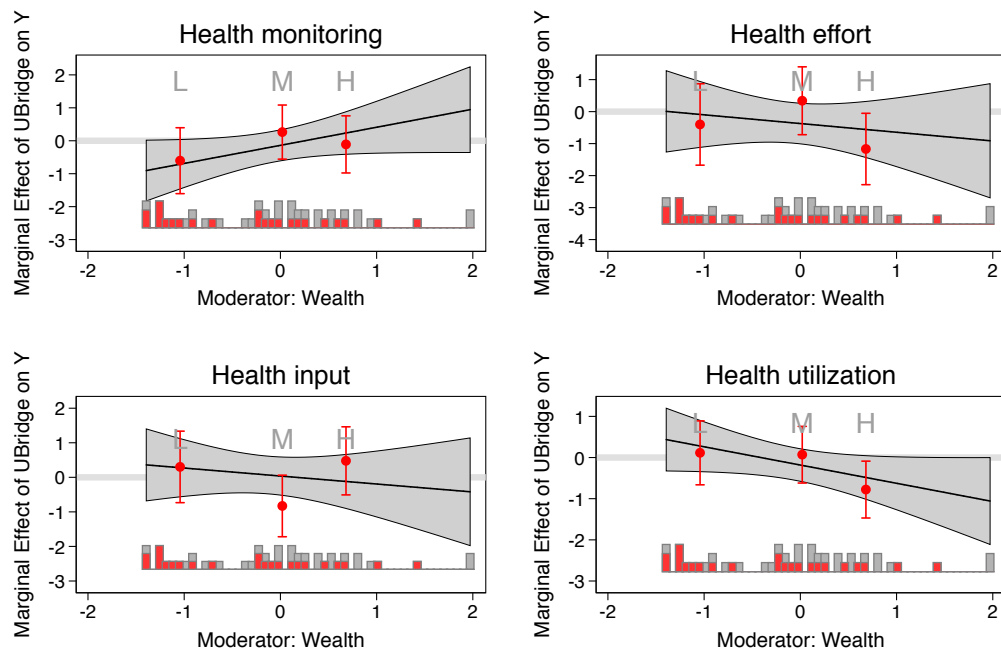 Health monitoring
Marginal Effect of UBridge on Y
2
1
0
-1
-2
-3
L M H
-2 -1 0 1 2
Moderator: Wealth
Health effort
Marginal Effect of UBridge on Y
1
0
-1
-2
-3
-4
L M H
-2 -1 0 1 2
Moderator: Wealth
Health input
Marginal Effect of UBridge on Y
2
1
0
-1
-2
-3
L M H
-2 -1 0 1 2
Moderator: Wealth
Health utilization
Marginal Effect of UBridge on Y
1
0
-1
-2
-3
L M H
-2 -1 0 1 2
Moderator: Wealth